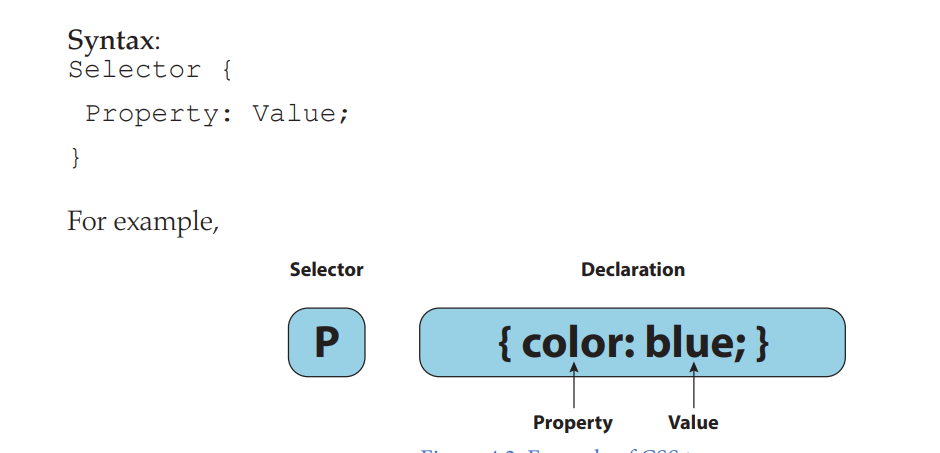 Syntax:
Selector {
Property: Value;
}
For example,
Selector Declaration
P { color: blue; }
Property Value